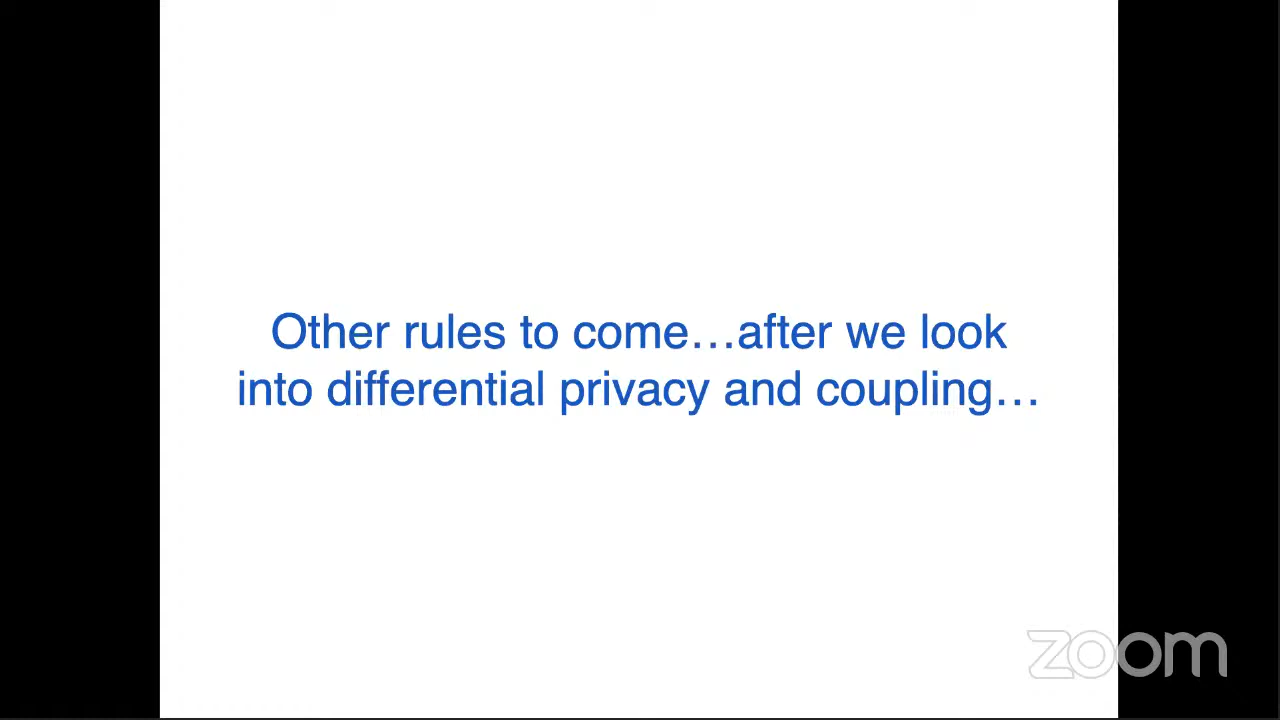 Other rules to come…after we look
into differential privacy and coupling…
zoom